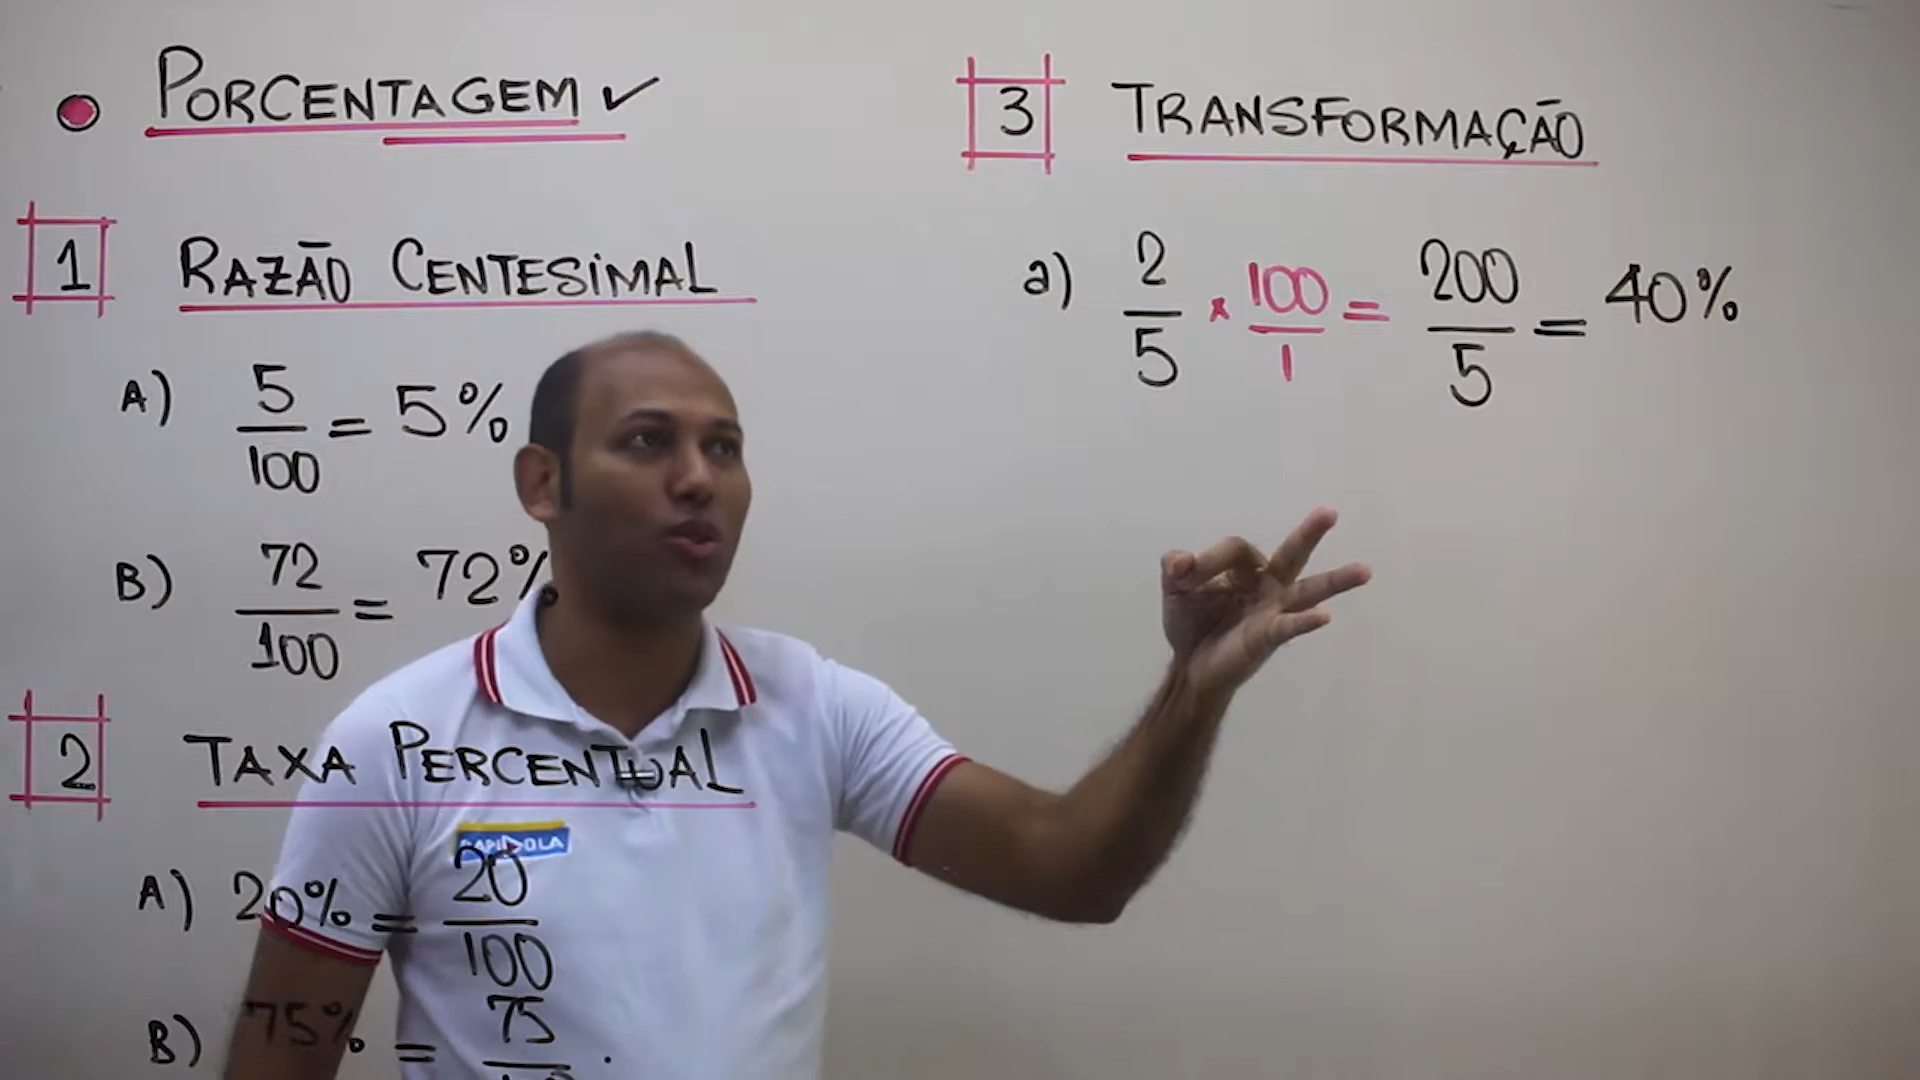 PORCENTAGEM ✓
1 RAZÃO CENTESIMAL
A) 5/100 = 5%
B) 72/100 = 72%
2 TAXA PERCENTUAL
A) 20% = 20/100
B) 75% = 75
3 TRANSFORMAÇÃO
a) 2/5 × 100/1 = 200/5 = 40%